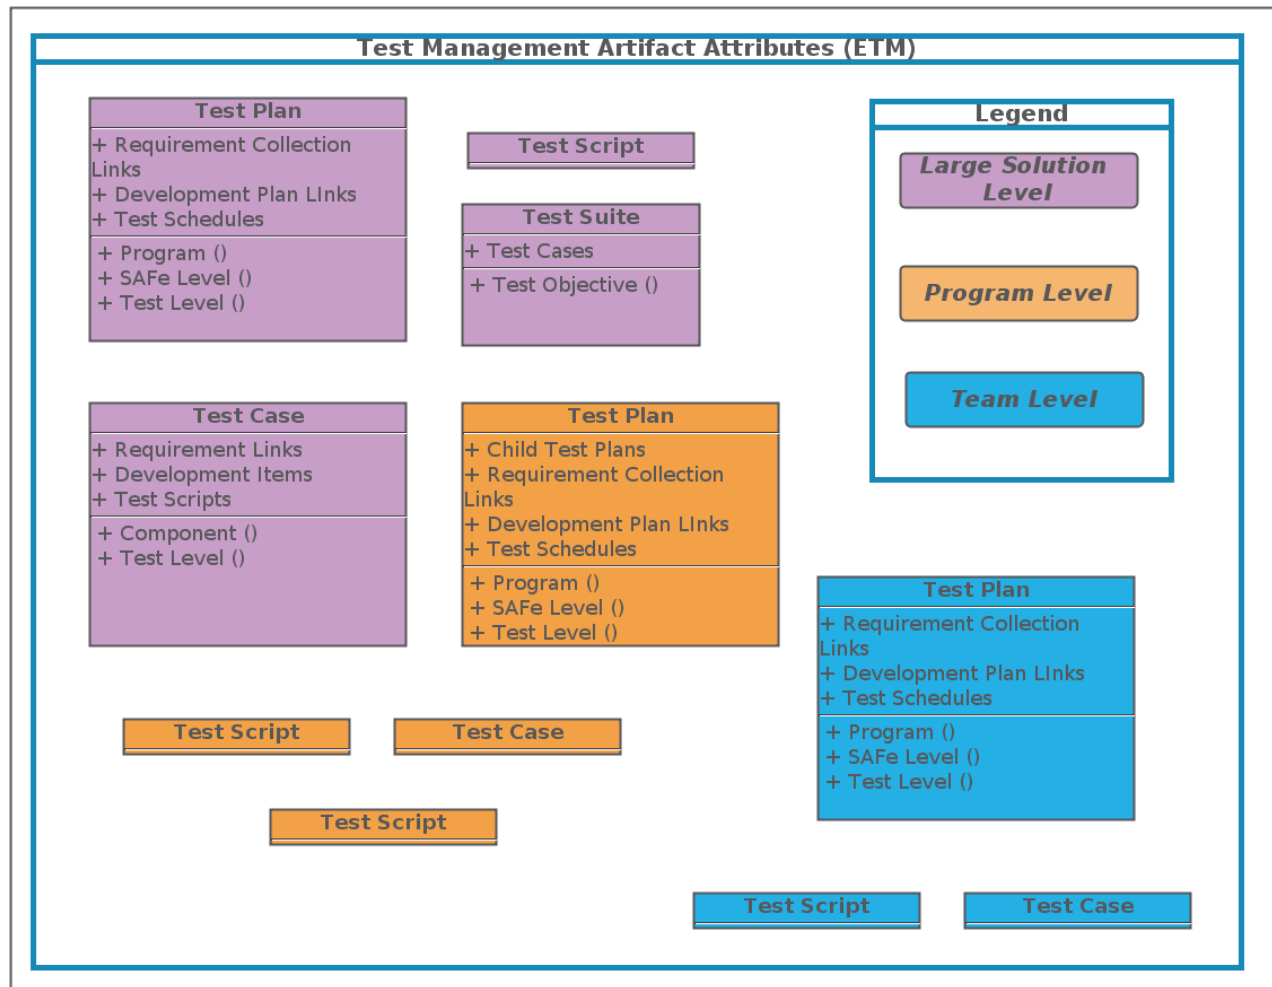 Test Management Artifact Attributes (ETM)
Test Plan
+ Requirement Collection
Links
+ Development Plan LInks
+ Test Schedules
+ Program ()
+ SAFe Level ()
+ Test Level ()
Test Script
Test Suite
+ Test Cases
+ Test Objective ()
Legend
Large Solution
Level
Program Level
Team Level
Test Case
+ Requirement Links
+ Development Items
+ Test Scripts
+ Component ()
+ Test Level ()
Test Plan
+ Child Test Plans
+ Requirement Collection
Links
+ Development Plan LInks
+ Test Schedules
+ Program ()
+ SAFe Level ()
+ Test Level ()
Test Plan
+ Requirement Collection
Links
+ Development Plan LInks
+ Test Schedules
+ Program ()
+ SAFe Level ()
+ Test Level ()
Test Script
Test Case
Test Script
Test Script
Test Case